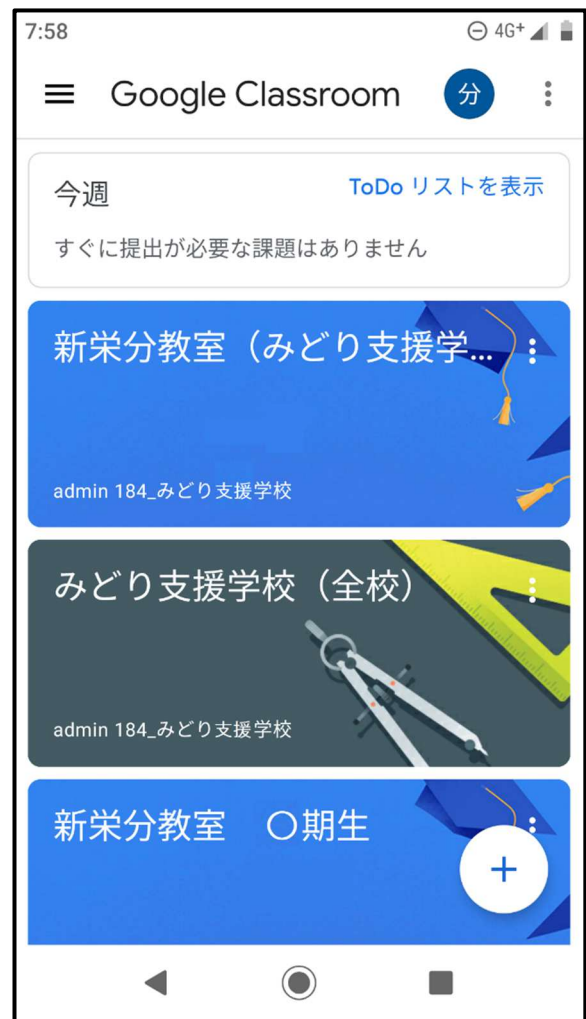 7:58
4G+
Google Classroom
分
今週
ToDo リストを表示
すぐに提出が必要な課題はありません
新栄分教室（みどり支援学...
admin 184_みどり支援学校
みどり支援学校（全校）
admin 184_みどり支援学校
新栄分教室　〇期生